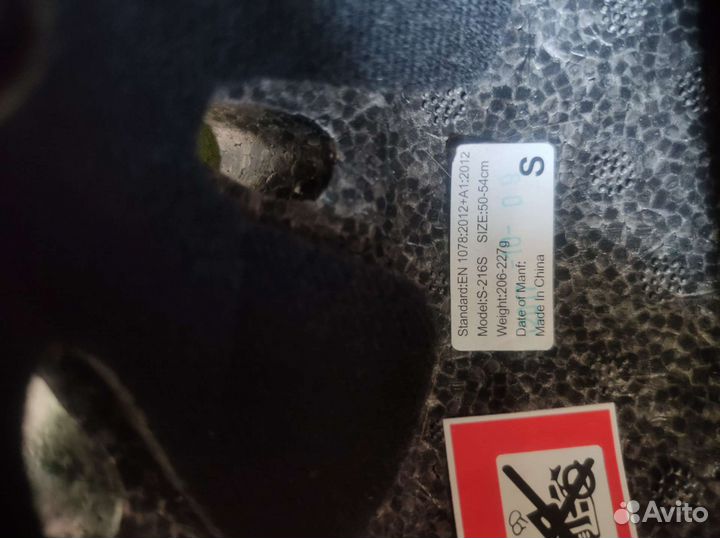 Standard:EN 1078:2012+A1:2012
Model:S-216S SIZE:50-54cm
Weight:206-227g
Date of Manf:
Made In China
S
Avito